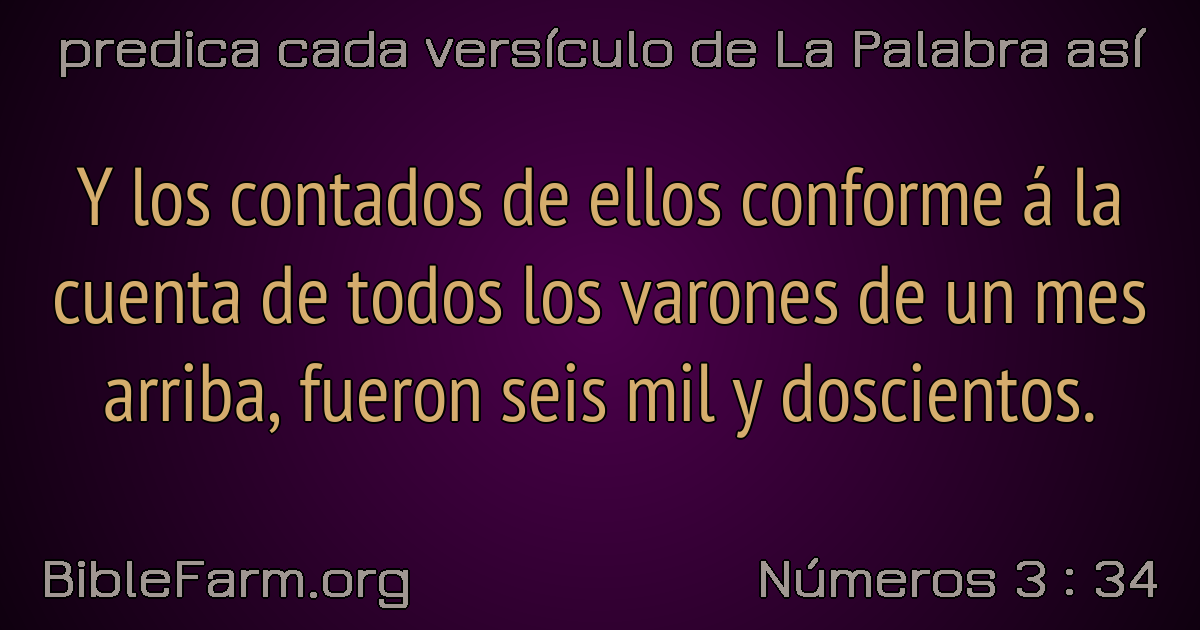 predica cada versículo de La Palabra así
Y los contados de ellos conforme á la
cuenta de todos los varones de un mes
arriba, fueron seis mil y doscientos.
BibleFarm.org
Números 3 : 34